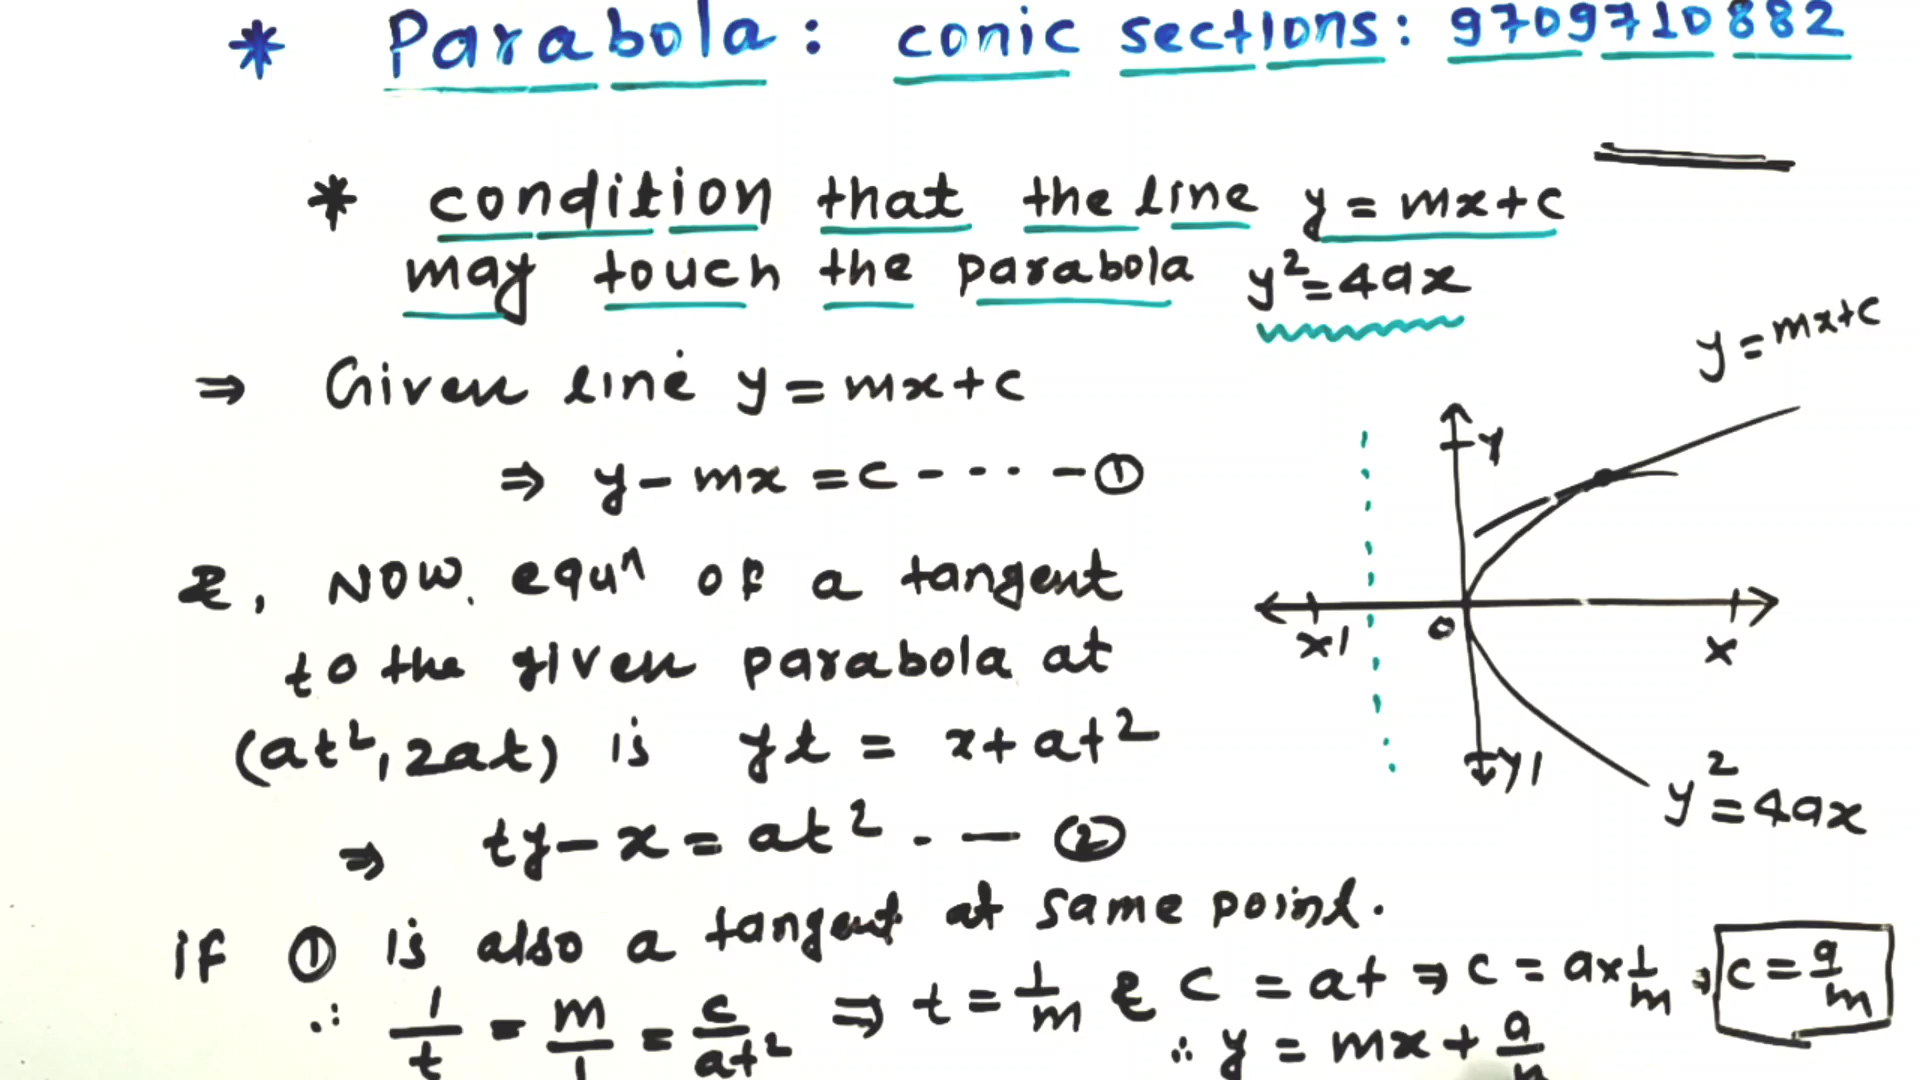 * Parabola: conic sections: 9709710882
* condition that the line y = mx+c
may touch the parabola y²=4ax
⇒ Given line y = mx+c
⇒ y - mx = c - - - - - ①
&, NOW. equⁿ of a tangent
to the given parabola at
(at², 2at) is yt = x + at²
⇒ ty - x = at² . — ②
if ① is also a tangent at same point.
∴ 1/t = m/1 = c/at² ⇒ t = 1/m & c = at ⇒ c = a×1/m ⇒ c = a/m
∴ y = mx + a/m
y = mx+c
Y
X'
O
X
Y'
y²=4ax